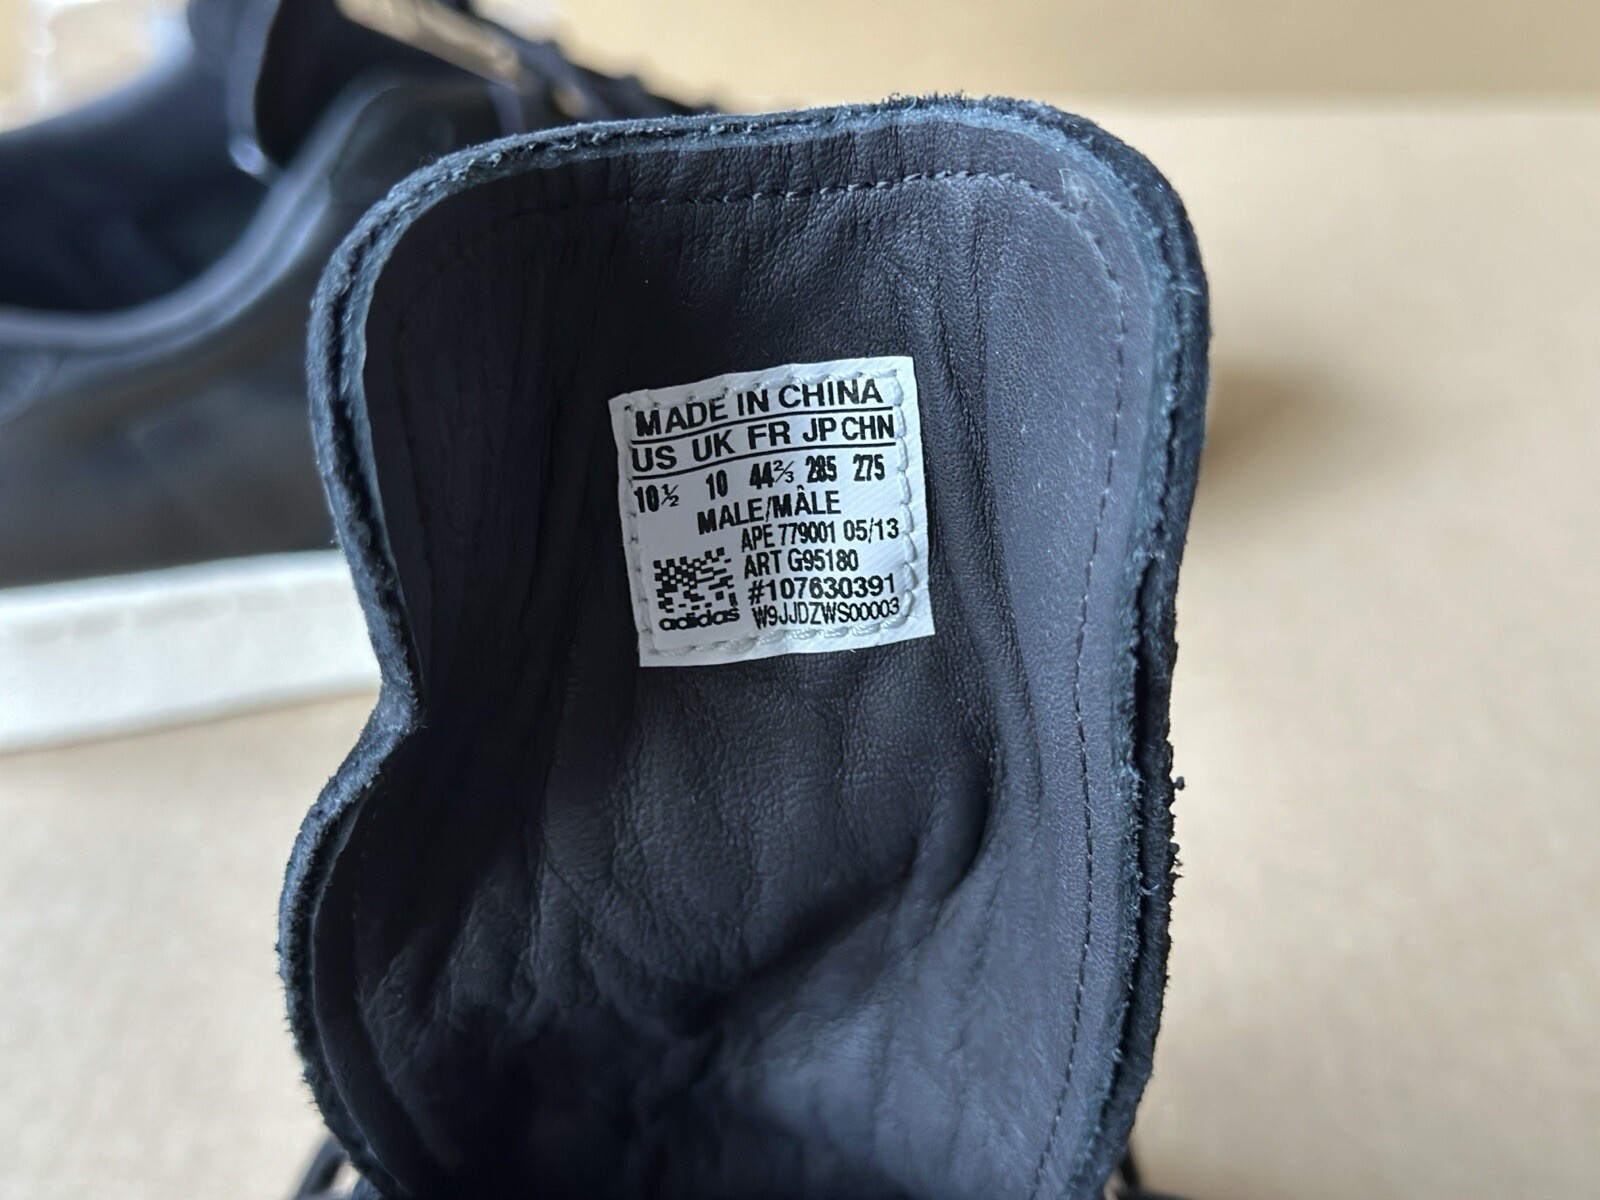 MADE IN CHINA
US UK FR JP CHN
10½ 10 44⅔ 285 275
MALE/MÂLE
APE 779001 05/13
ART G95180
#107630391
adidas W9JJDZWS00003